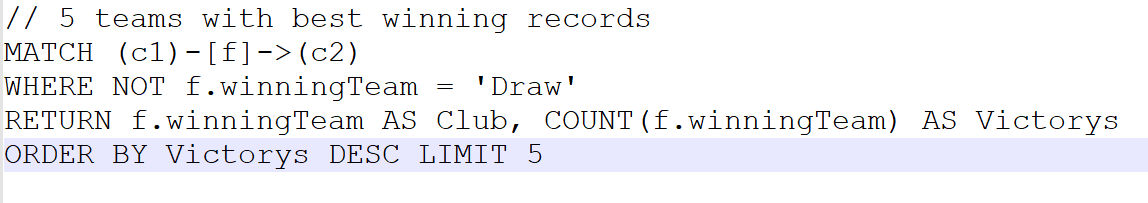 // 5 teams with best winning records
MATCH (c1)-[f]->(c2)
WHERE NOT f.winningTeam = 'Draw'
RETURN f.winningTeam AS Club, COUNT(f.winningTeam) AS Victorys
ORDER BY Victorys DESC LIMIT 5